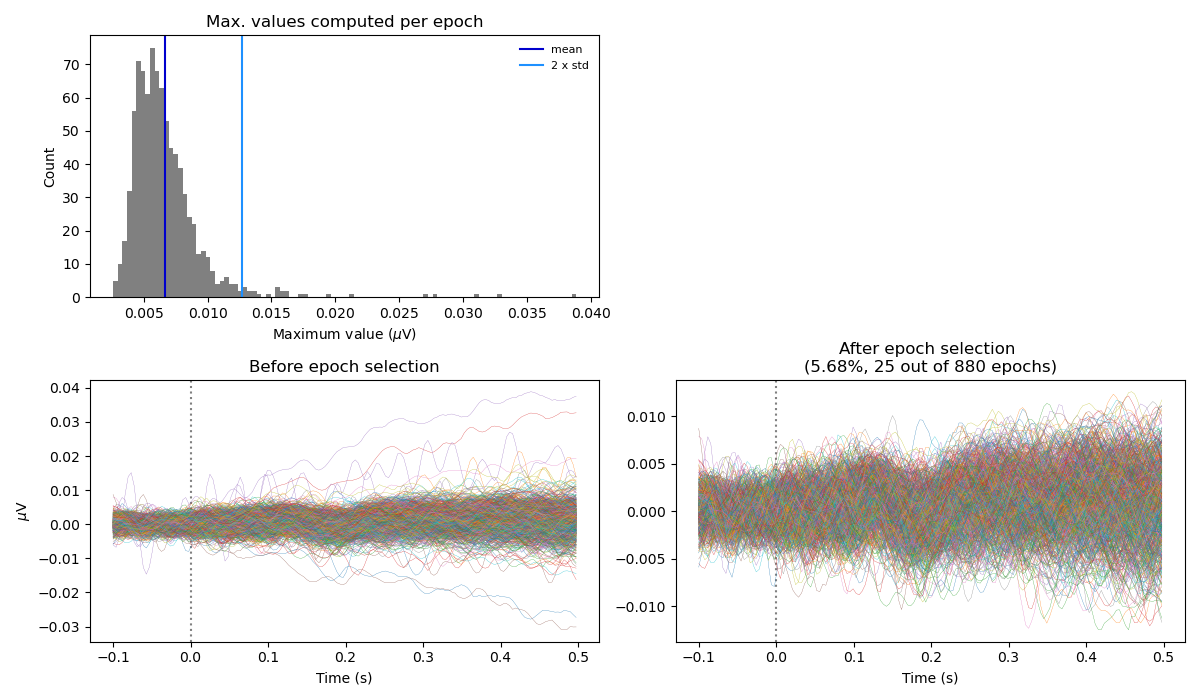 Max. values computed per epoch
mean
2 x std
70
60
50
40
30
20
10
0
Count
0.005 0.010 0.015 0.020 0.025 0.030 0.035 0.040
Maximum value (μV)
Before epoch selection
0.04
0.03
0.02
0.01
0.00
−0.01
−0.02
−0.03
μV
−0.1 0.0 0.1 0.2 0.3 0.4 0.5
Time (s)
After epoch selection
(5.68%, 25 out of 880 epochs)
0.010
0.005
0.000
−0.005
−0.010
−0.1 0.0 0.1 0.2 0.3 0.4 0.5
Time (s)